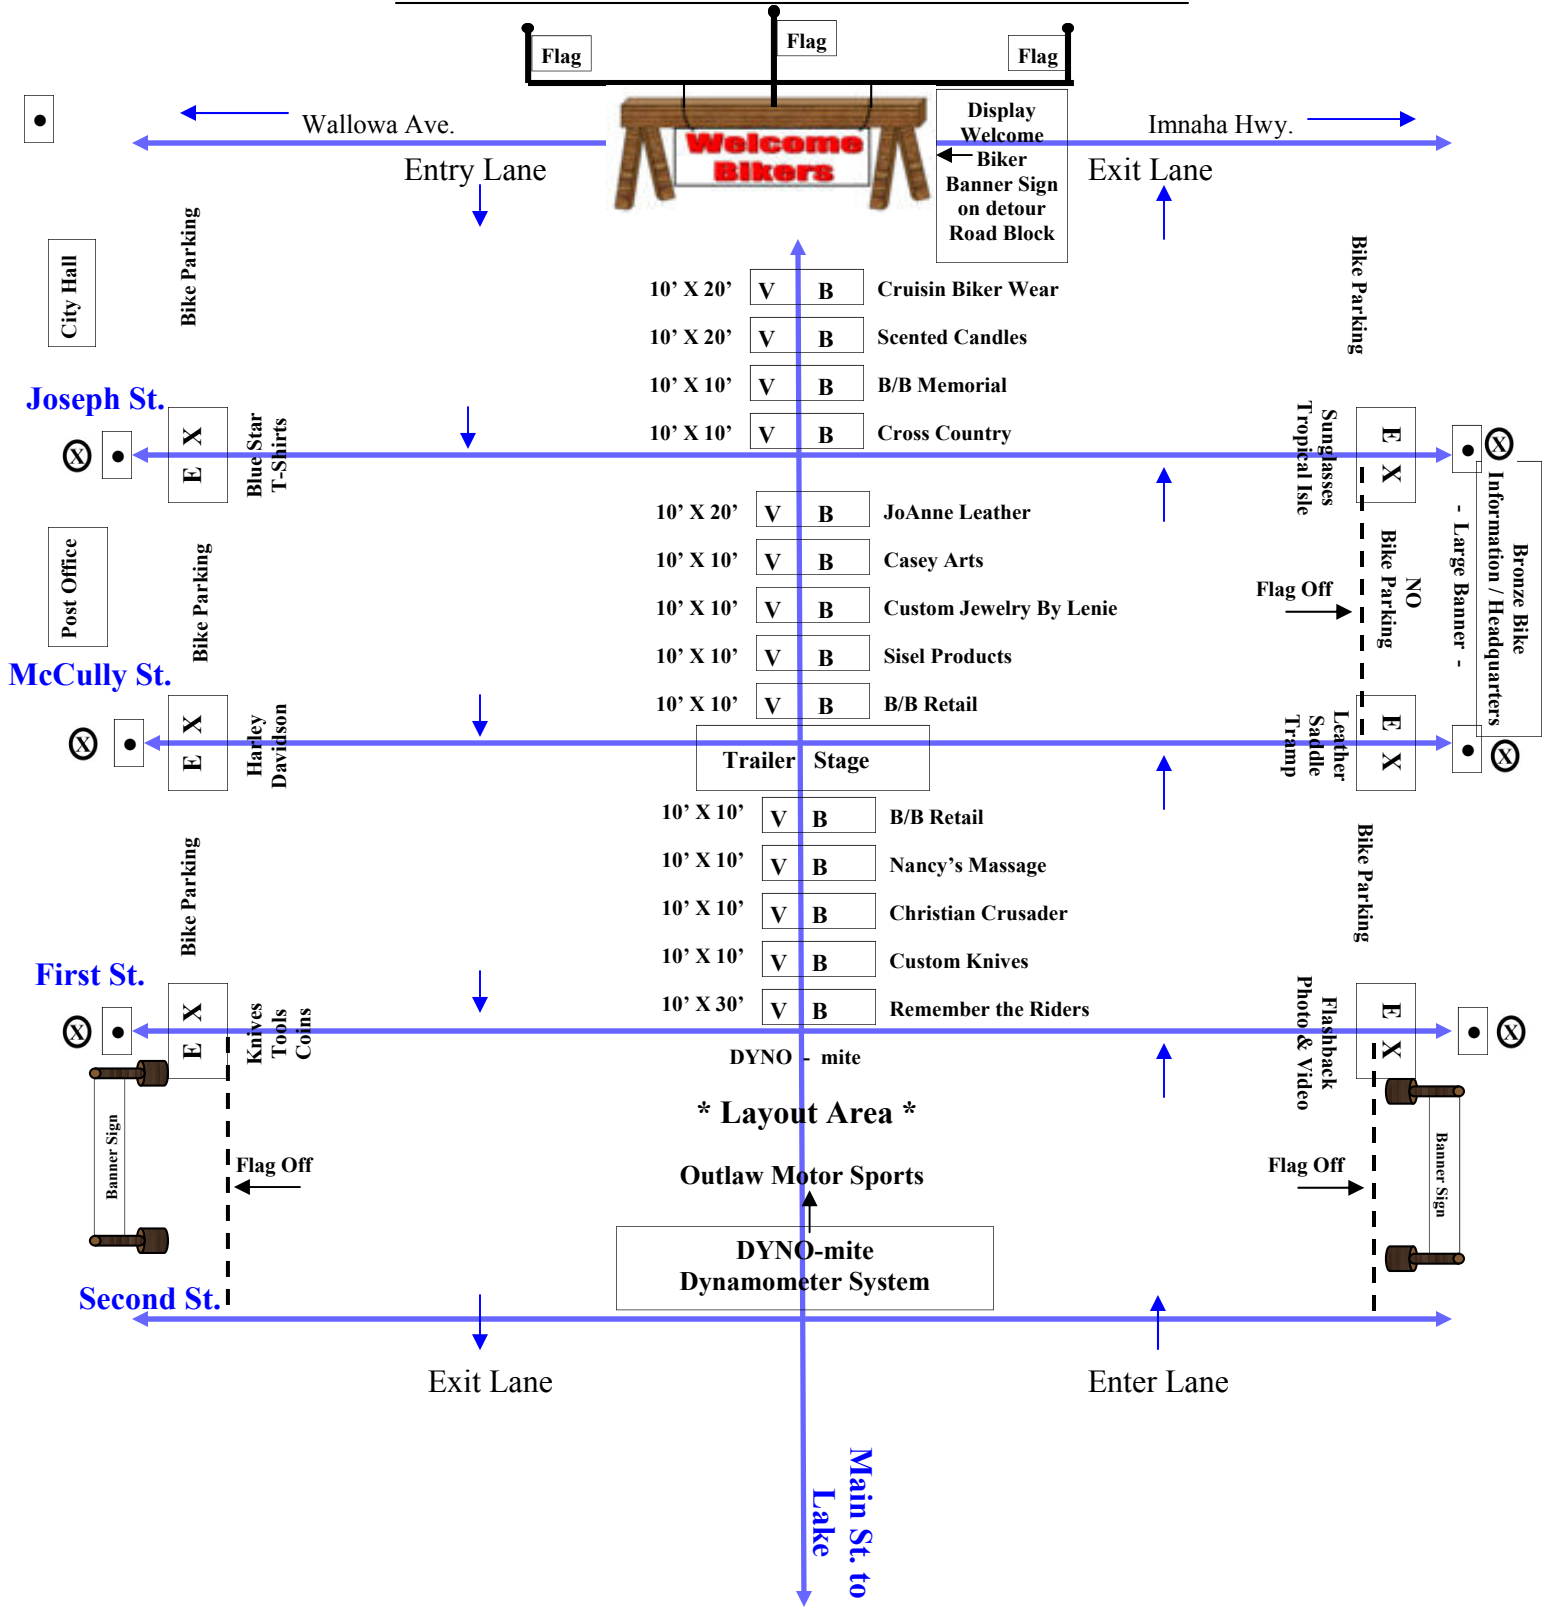 Flag
Flag
Flag
Wallowa Ave.
Imnaha Hwy.
Entry Lane
Welcome
Bikers
Display
Welcome
Biker
Banner Sign
on detour
Road Block
Exit Lane
City Hall
Bike Parking
Bike Parking
10’ X 20’ V B Cruisin Biker Wear
10’ X 20’ V B Scented Candles
10’ X 10’ V B B/B Memorial
10’ X 10’ V B Cross Country
Joseph St.
X
E X
Blue Star
T-Shirts
Sunglasses
Tropical Isle
E X
X
Post Office
Bike Parking
10’ X 20’ V B JoAnne Leather
10’ X 10’ V B Casey Arts
10’ X 10’ V B Custom Jewelry By Lenie
10’ X 10’ V B Sisel Products
10’ X 10’ V B B/B Retail
Flag Off
NO
Bike Parking
Bronze Bike
Information / Headquarters
- Large Banner -
McCully St.
X
E X
Harley
Davidson
Trailer Stage
Leather
Saddle
Tramp
E X
X
Bike Parking
10’ X 10’ V B B/B Retail
10’ X 10’ V B Nancy’s Massage
10’ X 10’ V B Christian Crusader
10’ X 10’ V B Custom Knives
10’ X 30’ V B Remember the Riders
Bike Parking
First St.
X
E X
Knives
Tools
Coins
DYNO - mite
Flashback
Photo & Video
E X
X
* Layout Area *
Banner Sign
Flag Off
Outlaw Motor Sports
Flag Off
Banner Sign
DYNO-mite
Dynamometer System
Second St.
Exit Lane
Enter Lane
Main St. to
Lake